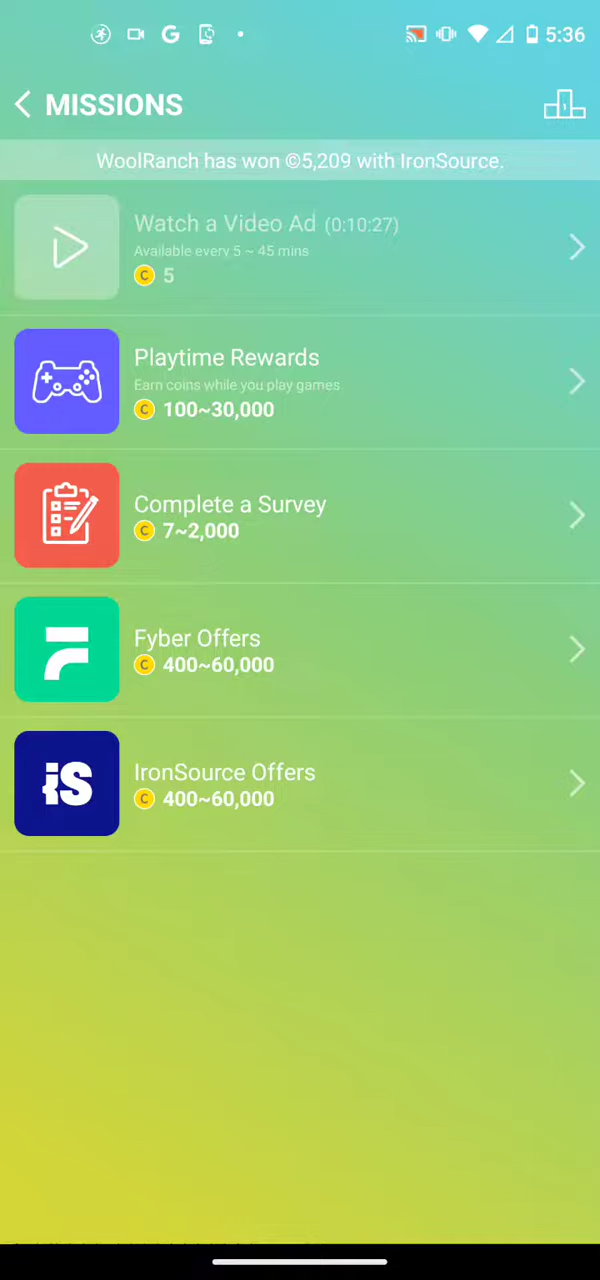 5:36
MISSIONS
WoolRanch has won ©5,209 with IronSource.
Watch a Video Ad (0:10:27)
Available every 5 ~ 45 mins
C 5
Playtime Rewards
Earn coins while you play games
C 100~30,000
Complete a Survey
C 7~2,000
Fyber Offers
C 400~60,000
iS IronSource Offers
C 400~60,000